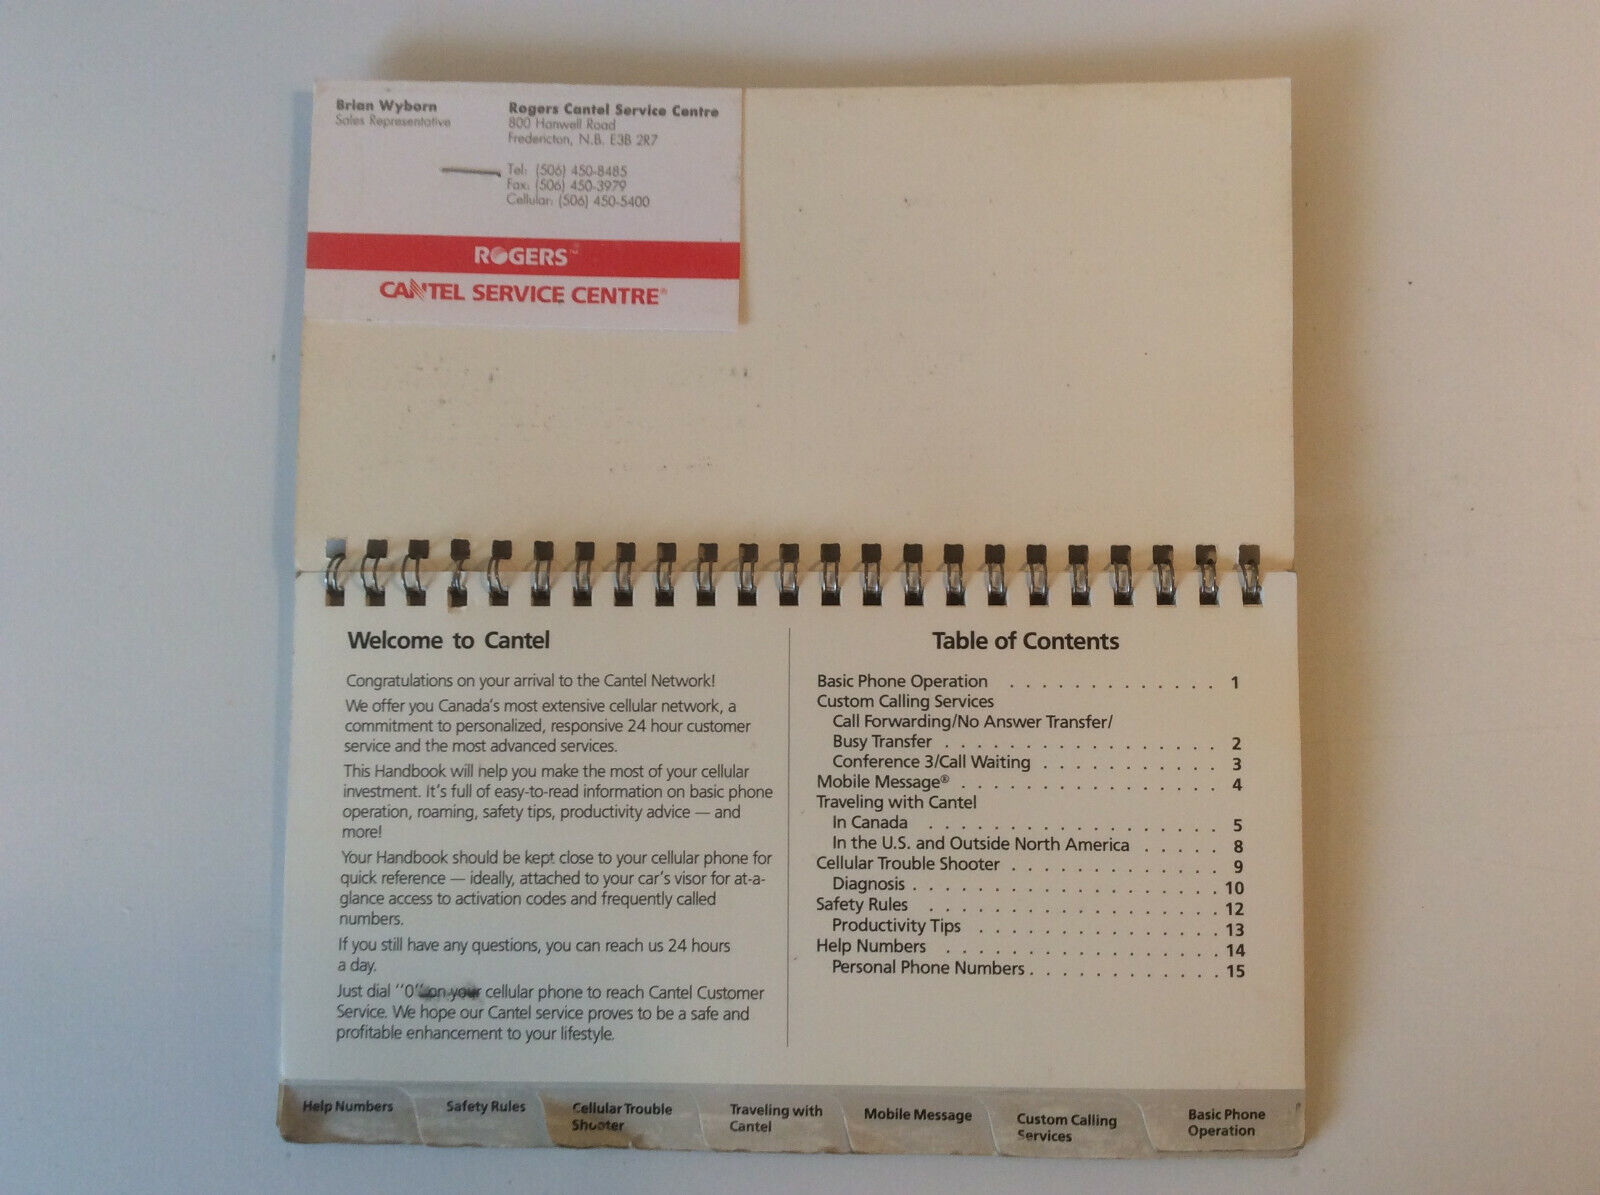 Brian Wyborn
Sales Representative
Rogers Cantel Service Centre
800 Hanwell Road
Fredericton, N.B. E3B 2R7
Tel: (506) 450-8485
Fax: (506) 450-3979
Cellular: (506) 450-5400
ROGERS™
CANTEL SERVICE CENTRE®
Welcome to Cantel
Congratulations on your arrival to the Cantel Network!
We offer you Canada's most extensive cellular network, a
commitment to personalized, responsive 24 hour customer
service and the most advanced services.
This Handbook will help you make the most of your cellular
investment. It's full of easy-to-read information on basic phone
operation, roaming, safety tips, productivity advice — and
more!
Your Handbook should be kept close to your cellular phone for
quick reference — ideally, attached to your car's visor for at-a-
glance access to activation codes and frequently called
numbers.
If you still have any questions, you can reach us 24 hours
a day.
Just dial "0" on your cellular phone to reach Cantel Customer
Service. We hope our Cantel service proves to be a safe and
profitable enhancement to your lifestyle.
Table of Contents
Basic Phone Operation . . . . . . . . . . . . . 1
Custom Calling Services
Call Forwarding/No Answer Transfer/
Busy Transfer . . . . . . . . . . . . . . . . . 2
Conference 3/Call Waiting . . . . . . . . . . . 3
Mobile Message® . . . . . . . . . . . . . . . . 4
Traveling with Cantel
In Canada . . . . . . . . . . . . . . . . . . 5
In the U.S. and Outside North America . . . . . 8
Cellular Trouble Shooter . . . . . . . . . . . . . 9
Diagnosis . . . . . . . . . . . . . . . . . . . 10
Safety Rules . . . . . . . . . . . . . . . . . . 12
Productivity Tips . . . . . . . . . . . . . . . 13
Help Numbers . . . . . . . . . . . . . . . . . 14
Personal Phone Numbers . . . . . . . . . . . . 15
Help Numbers
Safety Rules
Cellular Trouble
Shooter
Traveling with
Cantel
Mobile Message
Custom Calling
Services
Basic Phone
Operation